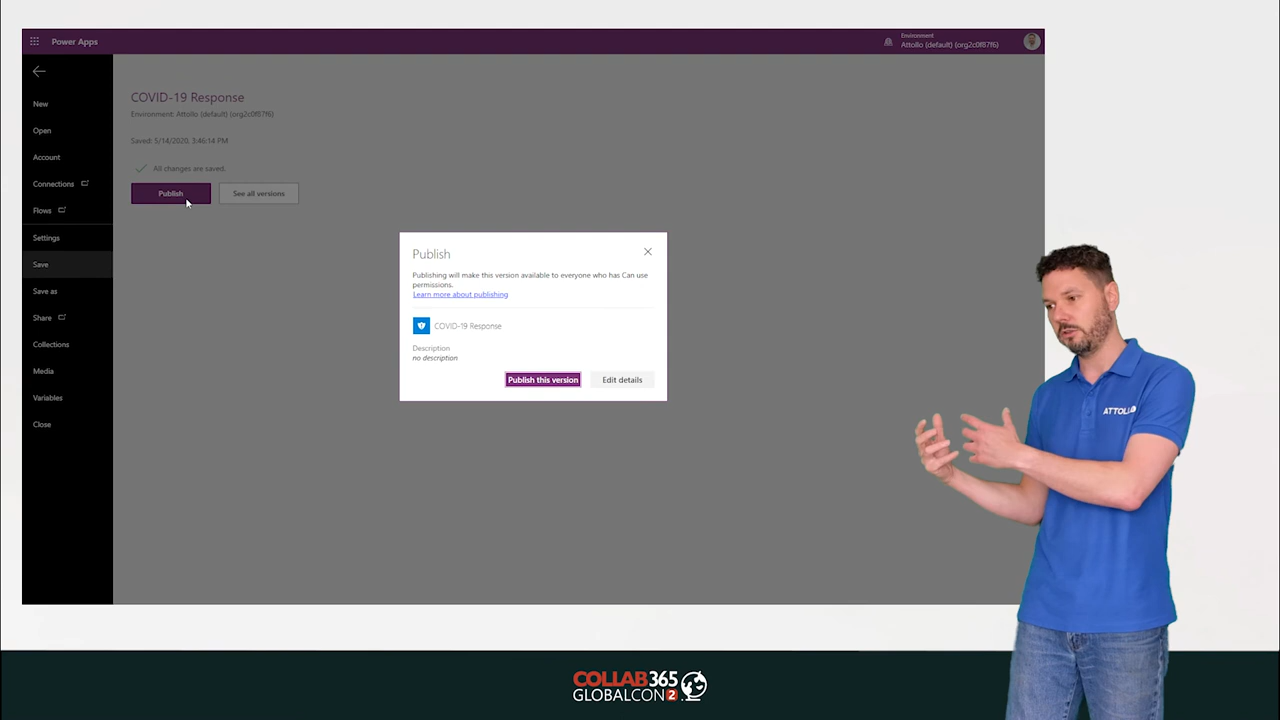 Power Apps
Environment
Attollo (default) (org2c0f87f6)
New
Open
Account
Connections
Flows
Settings
Save
Save as
Share
Collections
Media
Variables
Close
COVID-19 Response
Environment: Attollo (default) (org2c0f87f6)
Saved: 5/14/2020, 3:46:14 PM
All changes are saved.
Publish
See all versions
Publish
Publishing will make this version available to everyone who has Can use
permissions.
Learn more about publishing
COVID-19 Response
Description
no description
Publish this version
Edit details
ATTOLLO
COLLAB365
GLOBALCON2